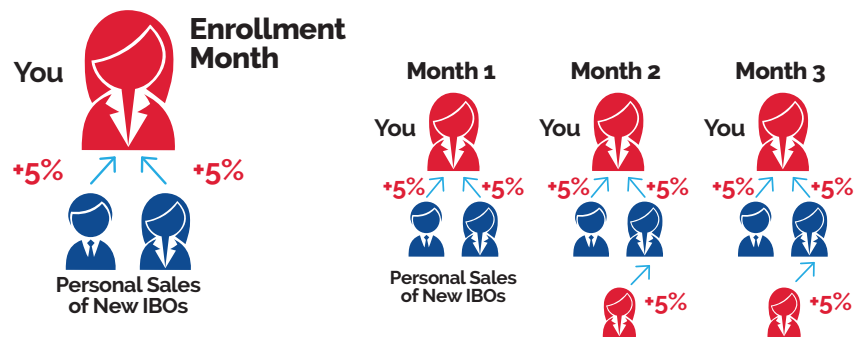 Enrollment
Month
You
+5%
+5%
Personal Sales
of New IBOs
Month 1
You
+5%
+5%
Personal Sales
of New IBOs
Month 2
You
+5%
+5%
+5%
Month 3
You
+5%
+5%
+5%